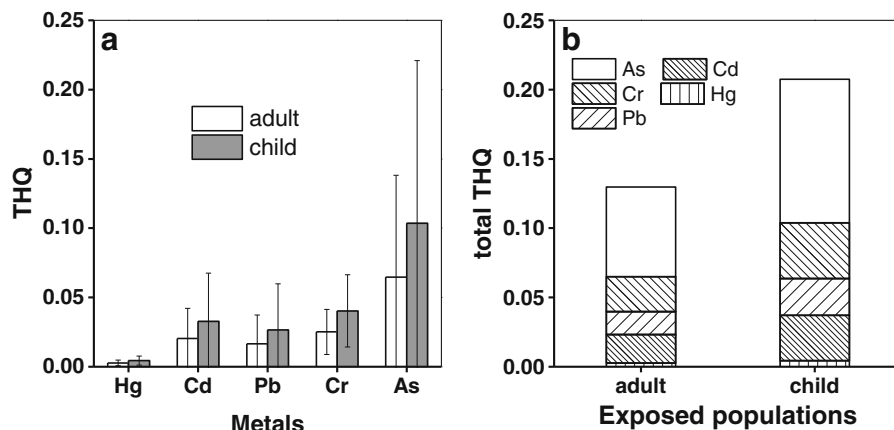 a
0.25
0.20
0.15
0.10
0.05
0.00
THQ
adult
child
Hg Cd Pb Cr As
Metals
b
0.25
0.20
0.15
0.10
0.05
0.00
total THQ
As Cd
Cr Hg
Pb
adult child
Exposed populations